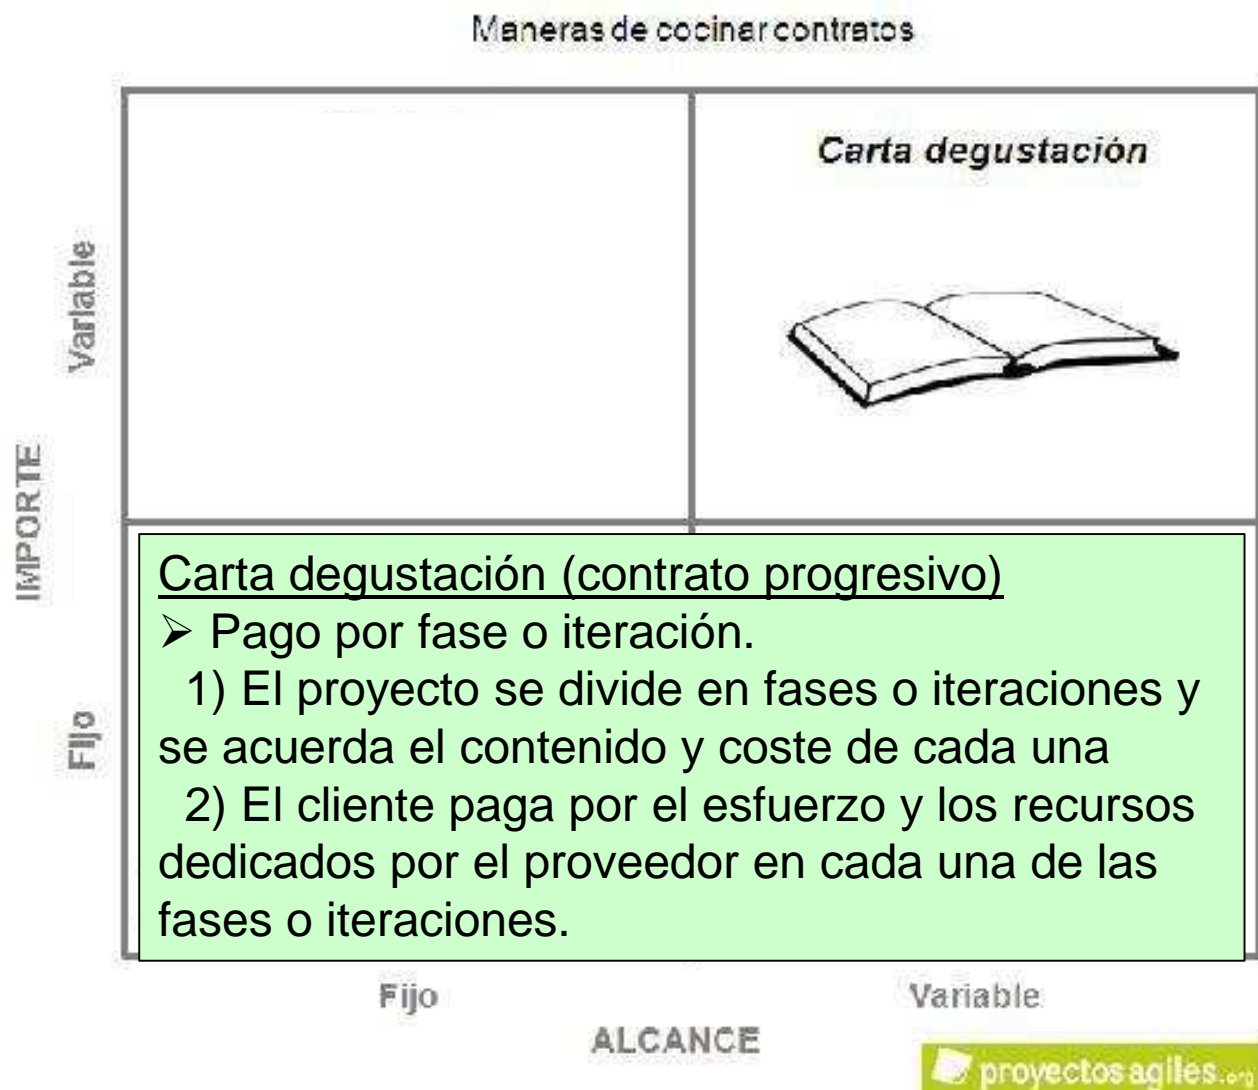 Maneras de cocinar contratos
Carta degustación
Variable
IMPORTE
Fijo
Carta degustación (contrato progresivo)
➢ Pago por fase o iteración.
1) El proyecto se divide en fases o iteraciones y
se acuerda el contenido y coste de cada una
2) El cliente paga por el esfuerzo y los recursos
dedicados por el proveedor en cada una de las
fases o iteraciones.
Fijo
Variable
ALCANCE
proyectosagiles.org